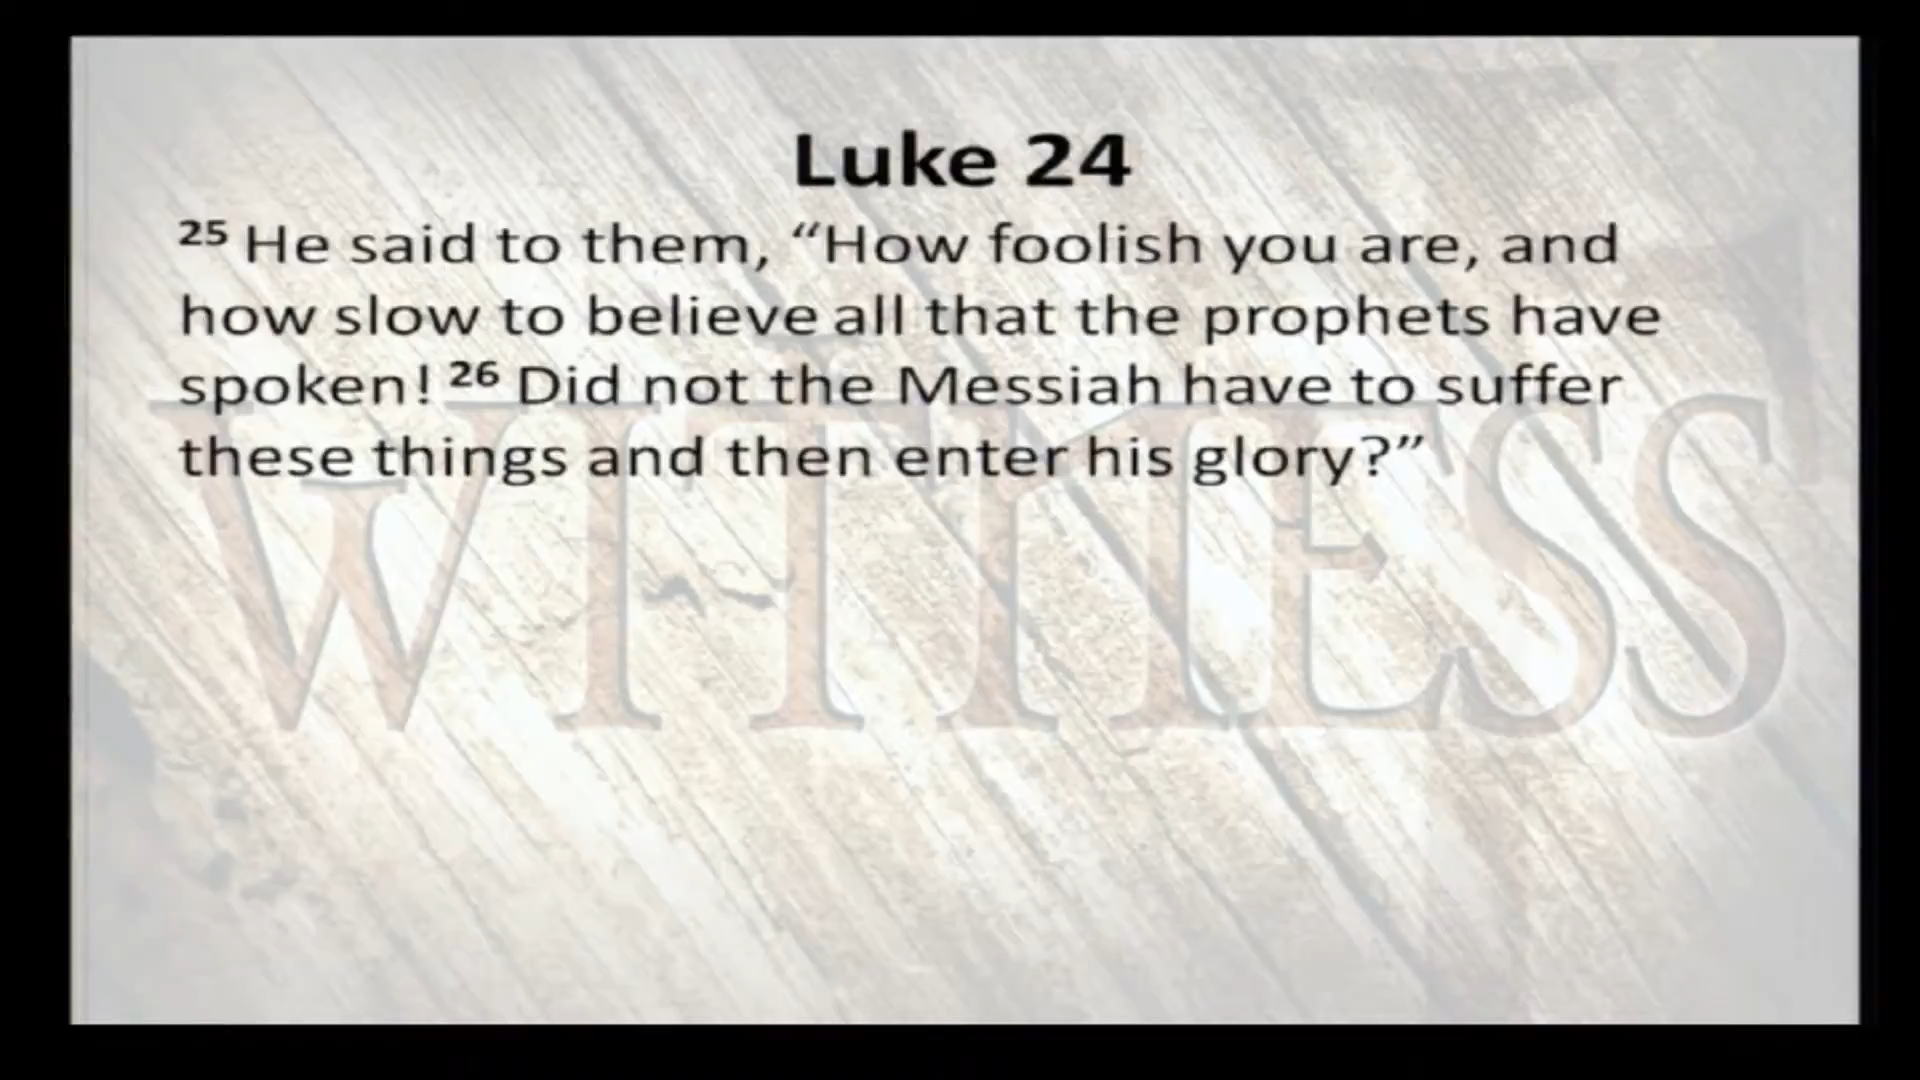 Luke 24
25 He said to them, “How foolish you are, and
how slow to believe all that the prophets have
spoken! 26 Did not the Messiah have to suffer
these things and then enter his glory?”
WITNESS